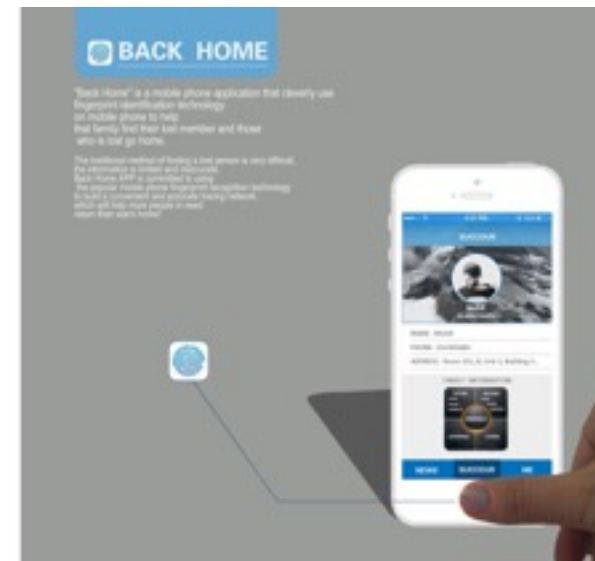 BACK HOME
"Back Home" is a mobile phone application that cleverly use
fingerprint identification technology
on mobile phone to help
that family find their lost member and those
who is lost go home.
The traditional method of finding a lost person is very difficult,
the information is limited and inaccurate.
Back Home APP is committed to using
the popular mobile phone fingerprint recognition technology
to build a convenient and accurate tracing network,
which will help more people in need
return their warm home!
SUCCOUR
NAME:
PHONE:
ADDRESS: Room
FAMILY INFORMATION
NEWS SUCCOUR ME